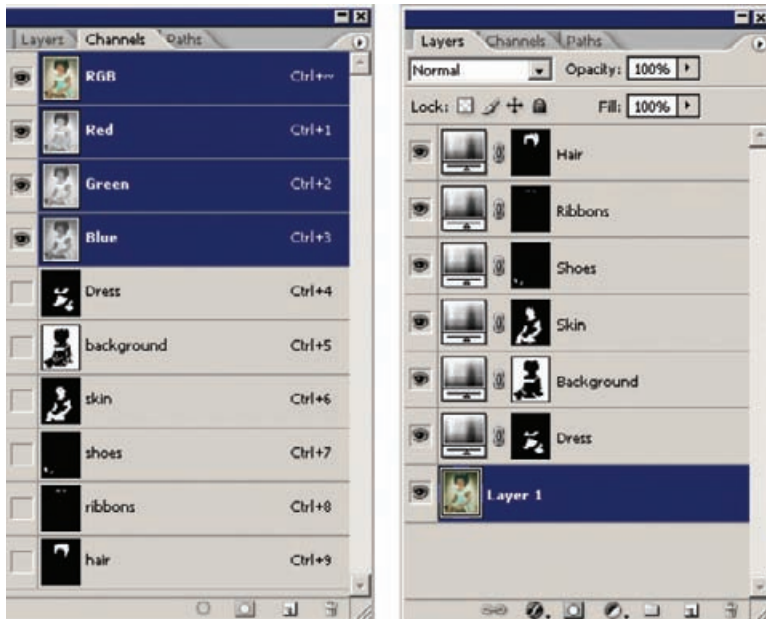 Layers Channels Paths
RGB Ctrl+~
Red Ctrl+1
Green Ctrl+2
Blue Ctrl+3
Dress Ctrl+4
background Ctrl+5
skin Ctrl+6
shoes Ctrl+7
ribbons Ctrl+8
hair Ctrl+9
Layers Channels Paths
Normal Opacity: 100%
Lock: Fill: 100%
Hair
Ribbons
Shoes
Skin
Background
Dress
Layer 1